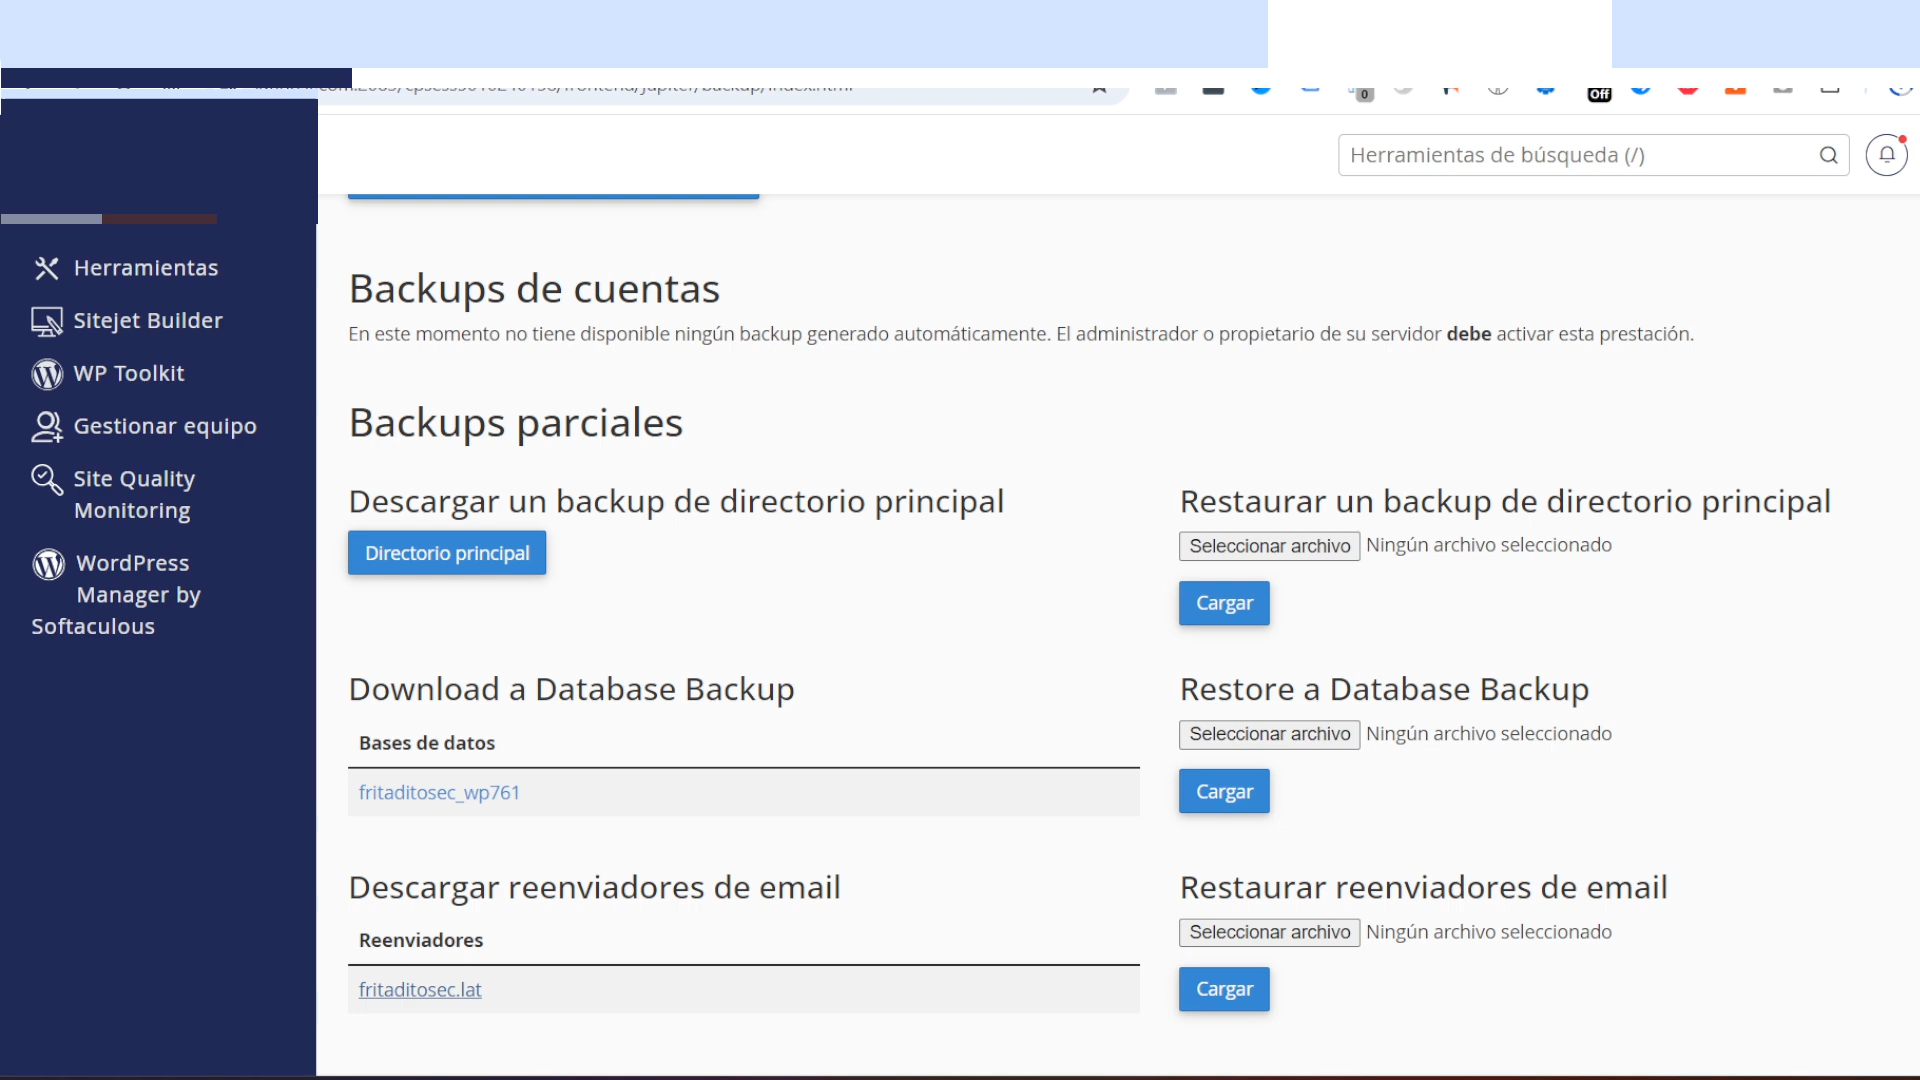 Off
0
Herramientas de búsqueda (/)
Herramientas
Sitejet Builder
WP Toolkit
Gestionar equipo
Site Quality
Monitoring
WordPress
Manager by
Softaculous
Backups de cuentas
En este momento no tiene disponible ningún backup generado automáticamente. El administrador o propietario de su servidor debe activar esta prestación.
Backups parciales
Descargar un backup de directorio principal
Directorio principal
Restaurar un backup de directorio principal
Seleccionar archivo Ningún archivo seleccionado
Cargar
Download a Database Backup
Bases de datos
fritaditosec_wp761
Restore a Database Backup
Seleccionar archivo Ningún archivo seleccionado
Cargar
Descargar reenviadores de email
Reenviadores
fritaditosec.lat
Restaurar reenviadores de email
Seleccionar archivo Ningún archivo seleccionado
Cargar